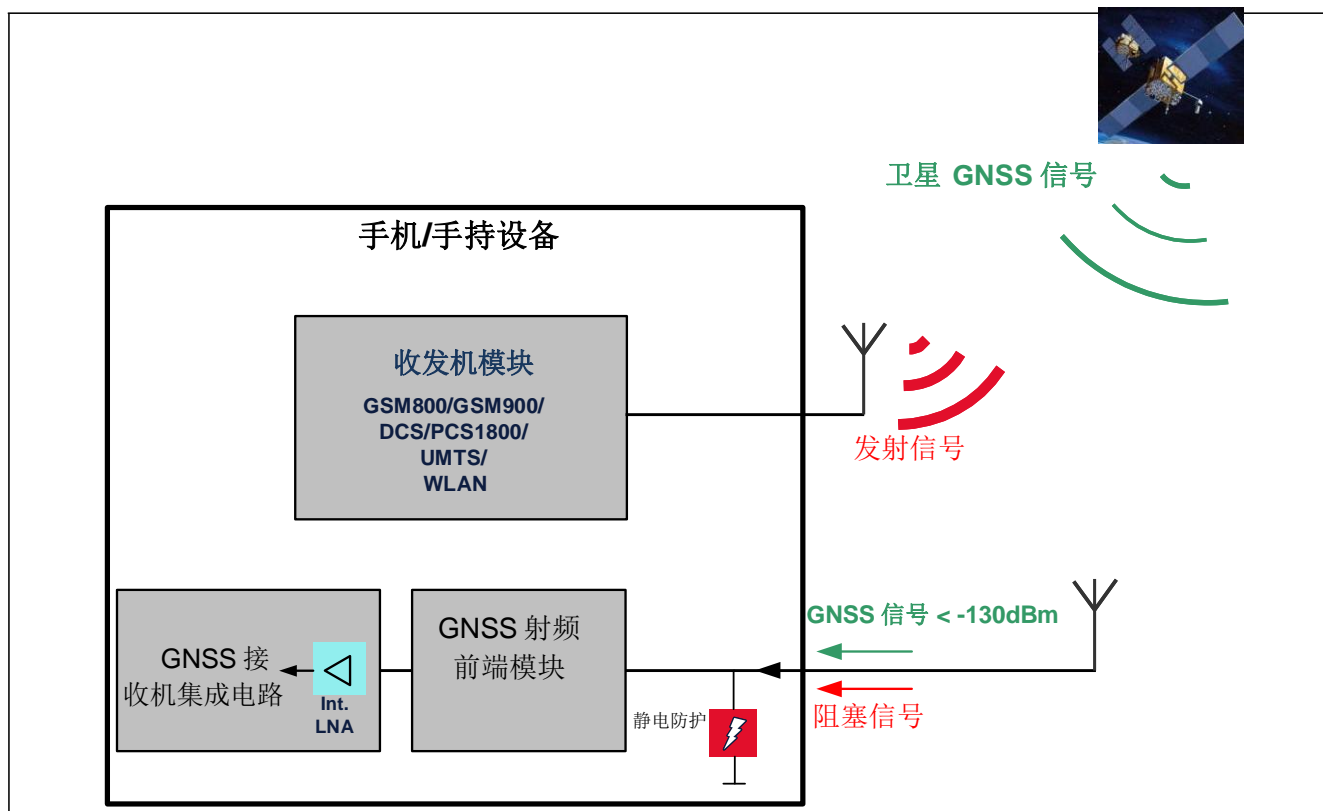 卫星 GNSS 信号
手机/手持设备
收发机模块
GSM800/GSM900/
DCS/PCS1800/
UMTS/
WLAN
发射信号
GNSS 信号 < -130dBm
GNSS 射频
前端模块
GNSS 接
收机集成电路
Int.
LNA
静电防护
阻塞信号